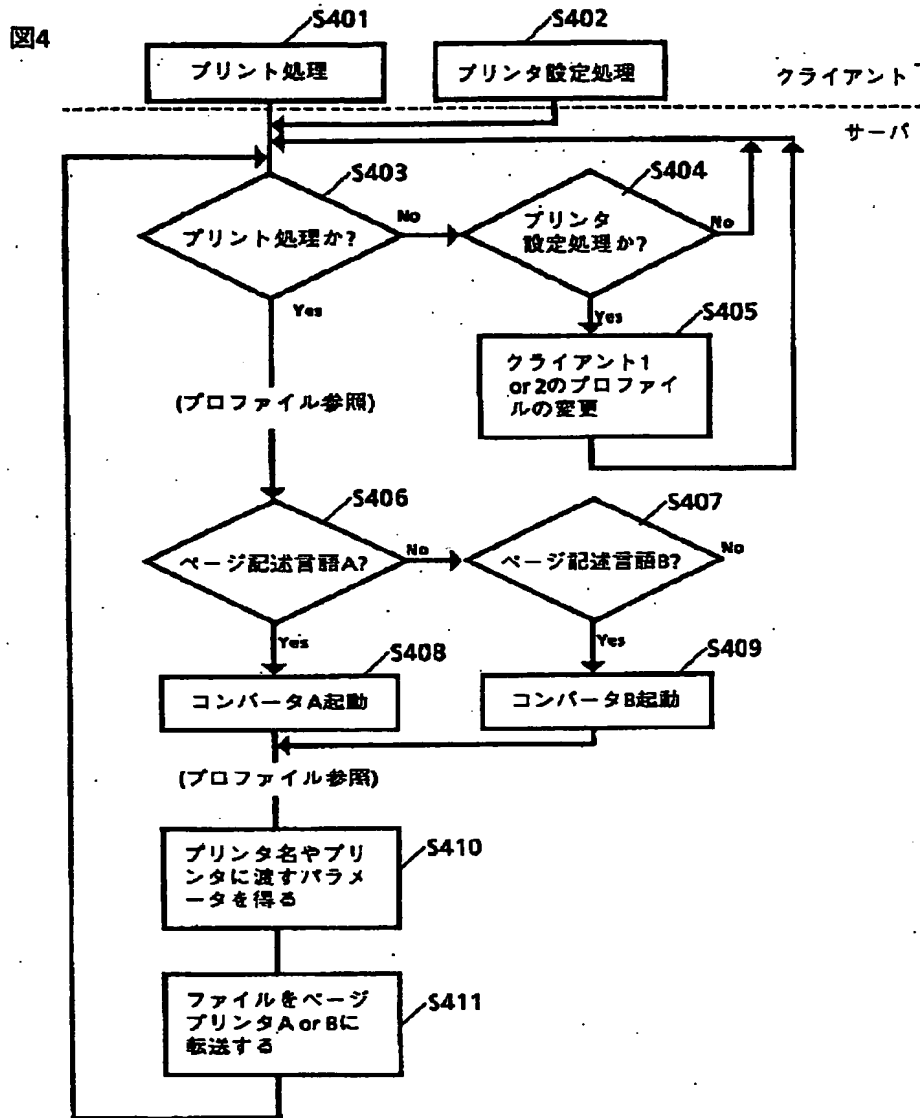 図4
S401
S402
プリント処理
プリンタ設定処理
クライアント
サーバ
S403
S404
プリント処理か?
No
プリンタ
設定処理か?
No
Yes
Yes
S405
クライアント1
or2のプロファイ
ルの変更
(プロファイル参照)
S406
S407
ページ記述言語A?
No
ページ記述言語B?
No
Yes
Yes
S408
S409
コンバータA起動
コンバータB起動
(プロファイル参照)
S410
プリンタ名やプリ
ンタに渡すパラメ
ータを得る
S411
ファイルをページ
プリンタA or Bに
転送する